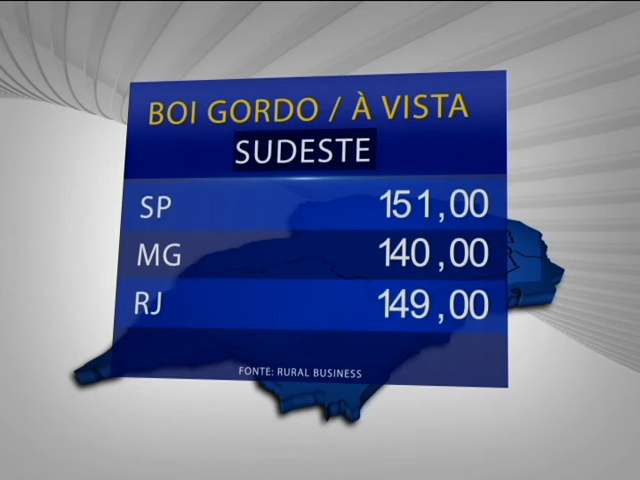 BOI GORDO / À VISTA
SUDESTE
SP 151,00
MG 140,00
RJ 149,00
FONTE: RURAL BUSINESS